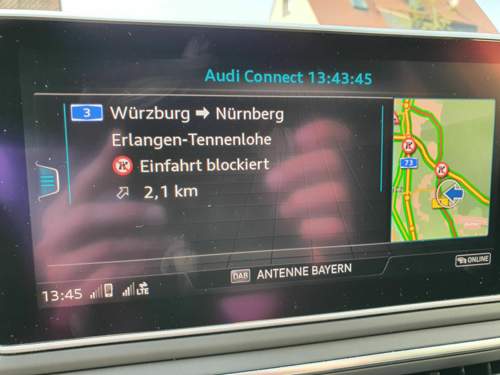 Audi Connect 13:43:45
3 Würzburg ➡ Nürnberg
Erlangen-Tennenlohe
Einfahrt blockiert
2,1 km
73
DAB ANTENNE BAYERN
ONLINE
13:45 LTE